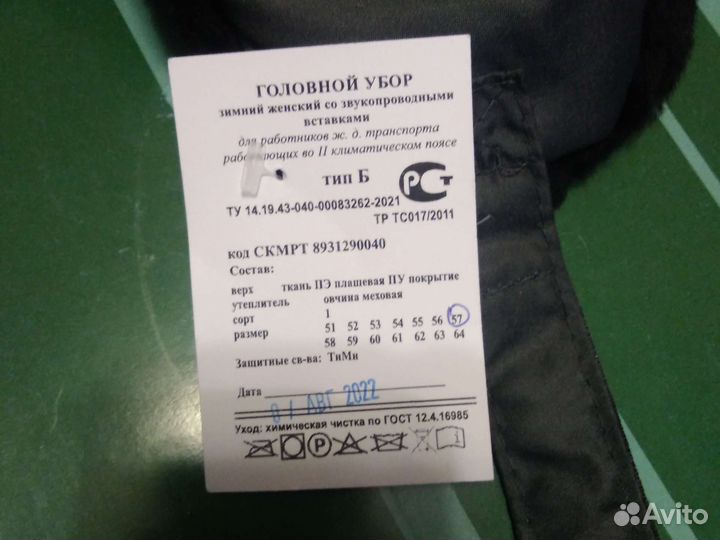 ГОЛОВНОЙ УБОР
зимний женский со звукопроводными
вставками
для работников ж. д. транспорта
работающих во II климатическом поясе
тип Б
РСТ
ТУ 14.19.43-040-00083262-2021
ТР ТС017/2011
код СКМРТ 8931290040
Состав:
верх ткань ПЭ плащевая ПУ покрытие
утеплитель овчина меховая
сорт 1
размер 51 52 53 54 55 56 57
58 59 60 61 62 63 64
Защитные св-ва: ТиМи
Дата 0/ АВГ 2022
Уход: химическая чистка по ГОСТ 12.4.16985
P
Avito